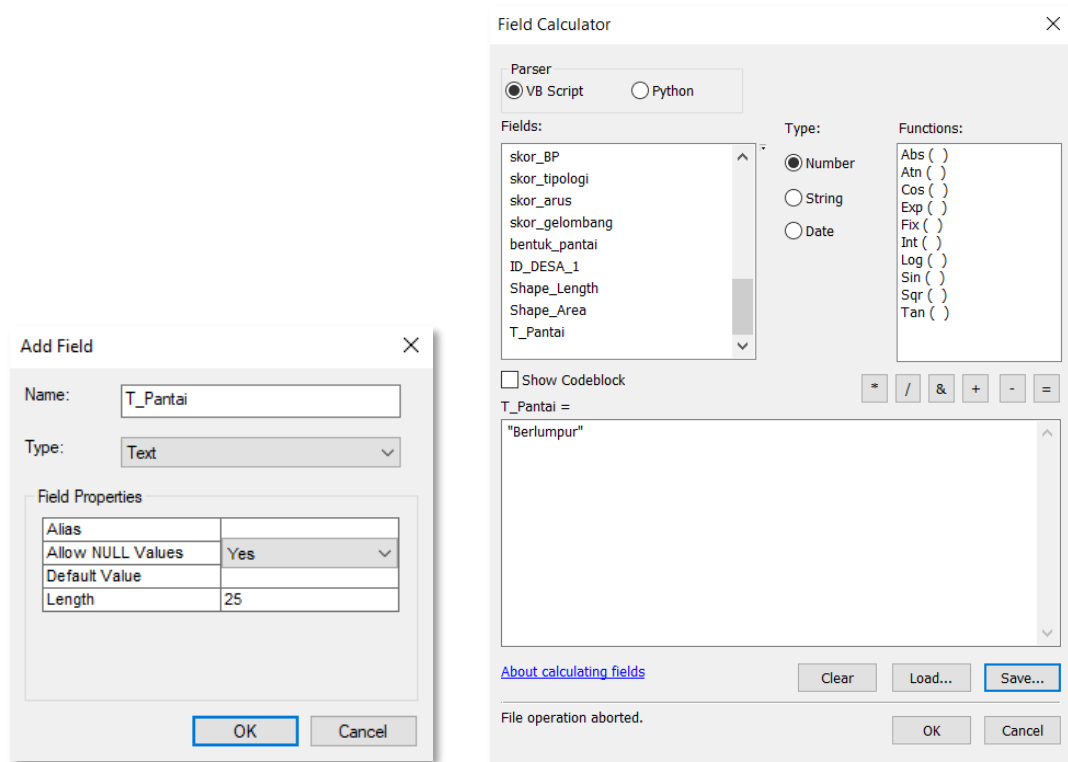 Add Field
Name:
T_Pantai
Type:
Text
Field Properties
Alias
Allow NULL Values Yes
Default Value
Length 25
OK Cancel
Field Calculator
Parser
VB Script Python
Fields:
Type:
Functions:
skor_BP
skor_tipologi
skor_arus
skor_gelombang
bentuk_pantai
ID_DESA_1
Shape_Length
Shape_Area
T_Pantai
Number
String
Date
Abs ( )
Atn ( )
Cos ( )
Exp ( )
Fix ( )
Int ( )
Log ( )
Sin ( )
Sqr ( )
Tan ( )
Show Codeblock
* / & + - =
T_Pantai =
"Berlumpur"
About calculating fields
Clear Load... Save...
File operation aborted.
OK Cancel